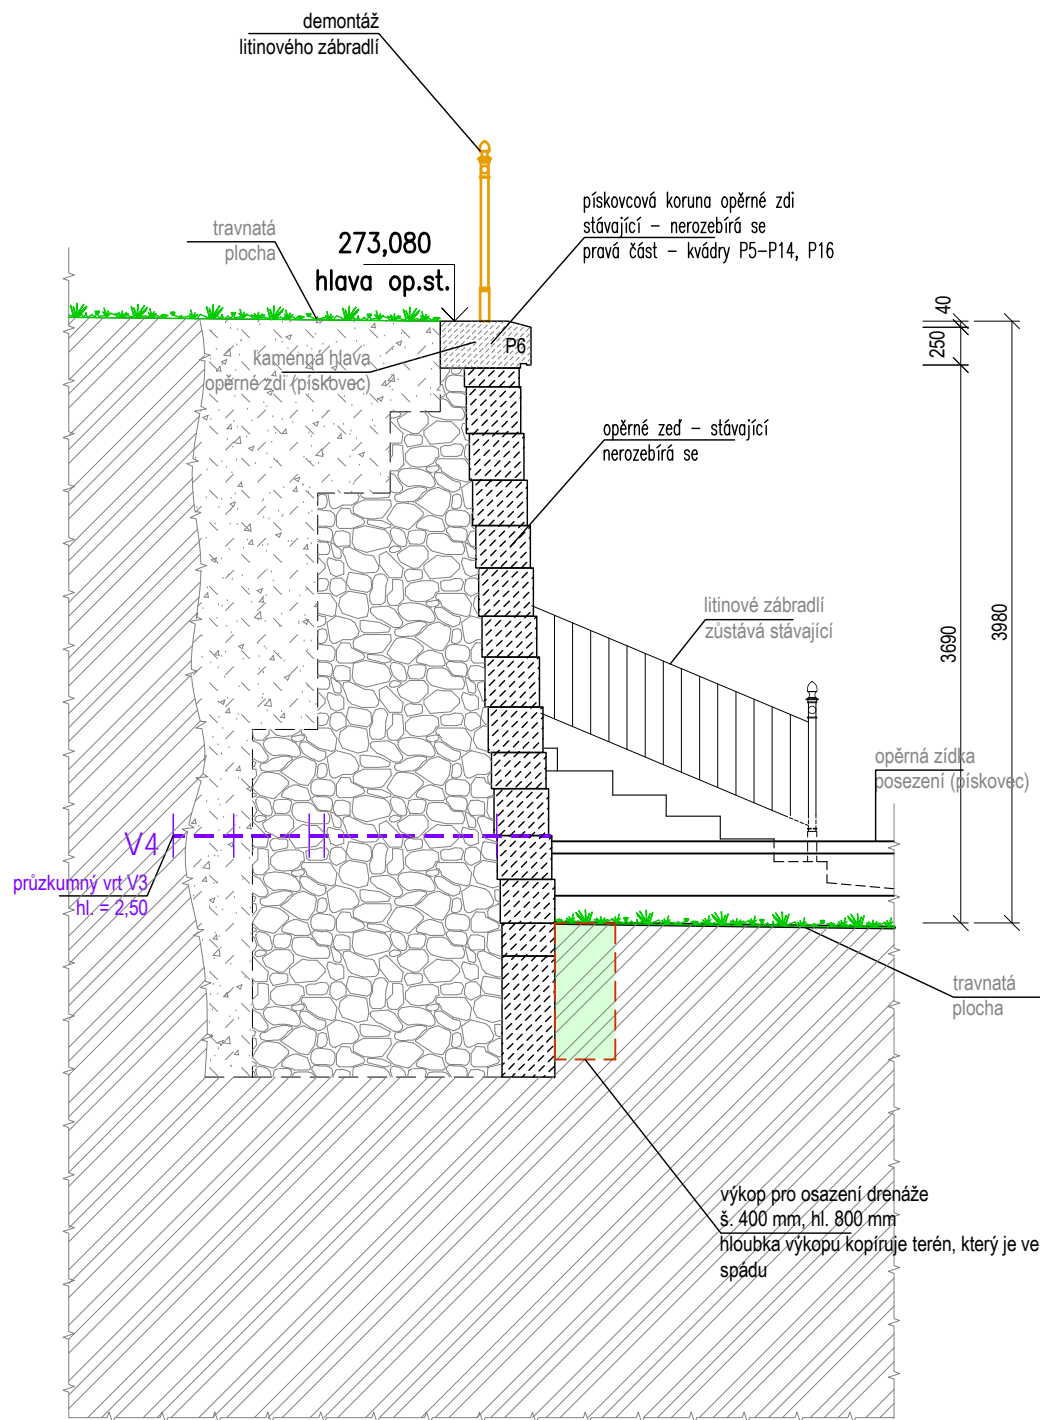 demontáž
litinového zábradlí
pískovcová koruna opěrné zdi
stávající – nerozebírá se
pravá část – kvádry P5–P14, P16
travnatá
plocha
273,080
hlava op.st.
40
250
P6
kamenná hlava
opěrné zdi (pískovec)
opěrné zeď – stávající
nerozebírá se
litinové zábradlí
zůstává stávající
3690
3980
opěrná zídka
posezení (pískovec)
V4
průzkumný vrt V3
hl. = 2,50
travnatá
plocha
výkop pro osazení drenáže
š. 400 mm, hl. 800 mm
hloubka výkopu kopíruje terén, který je ve
spádu